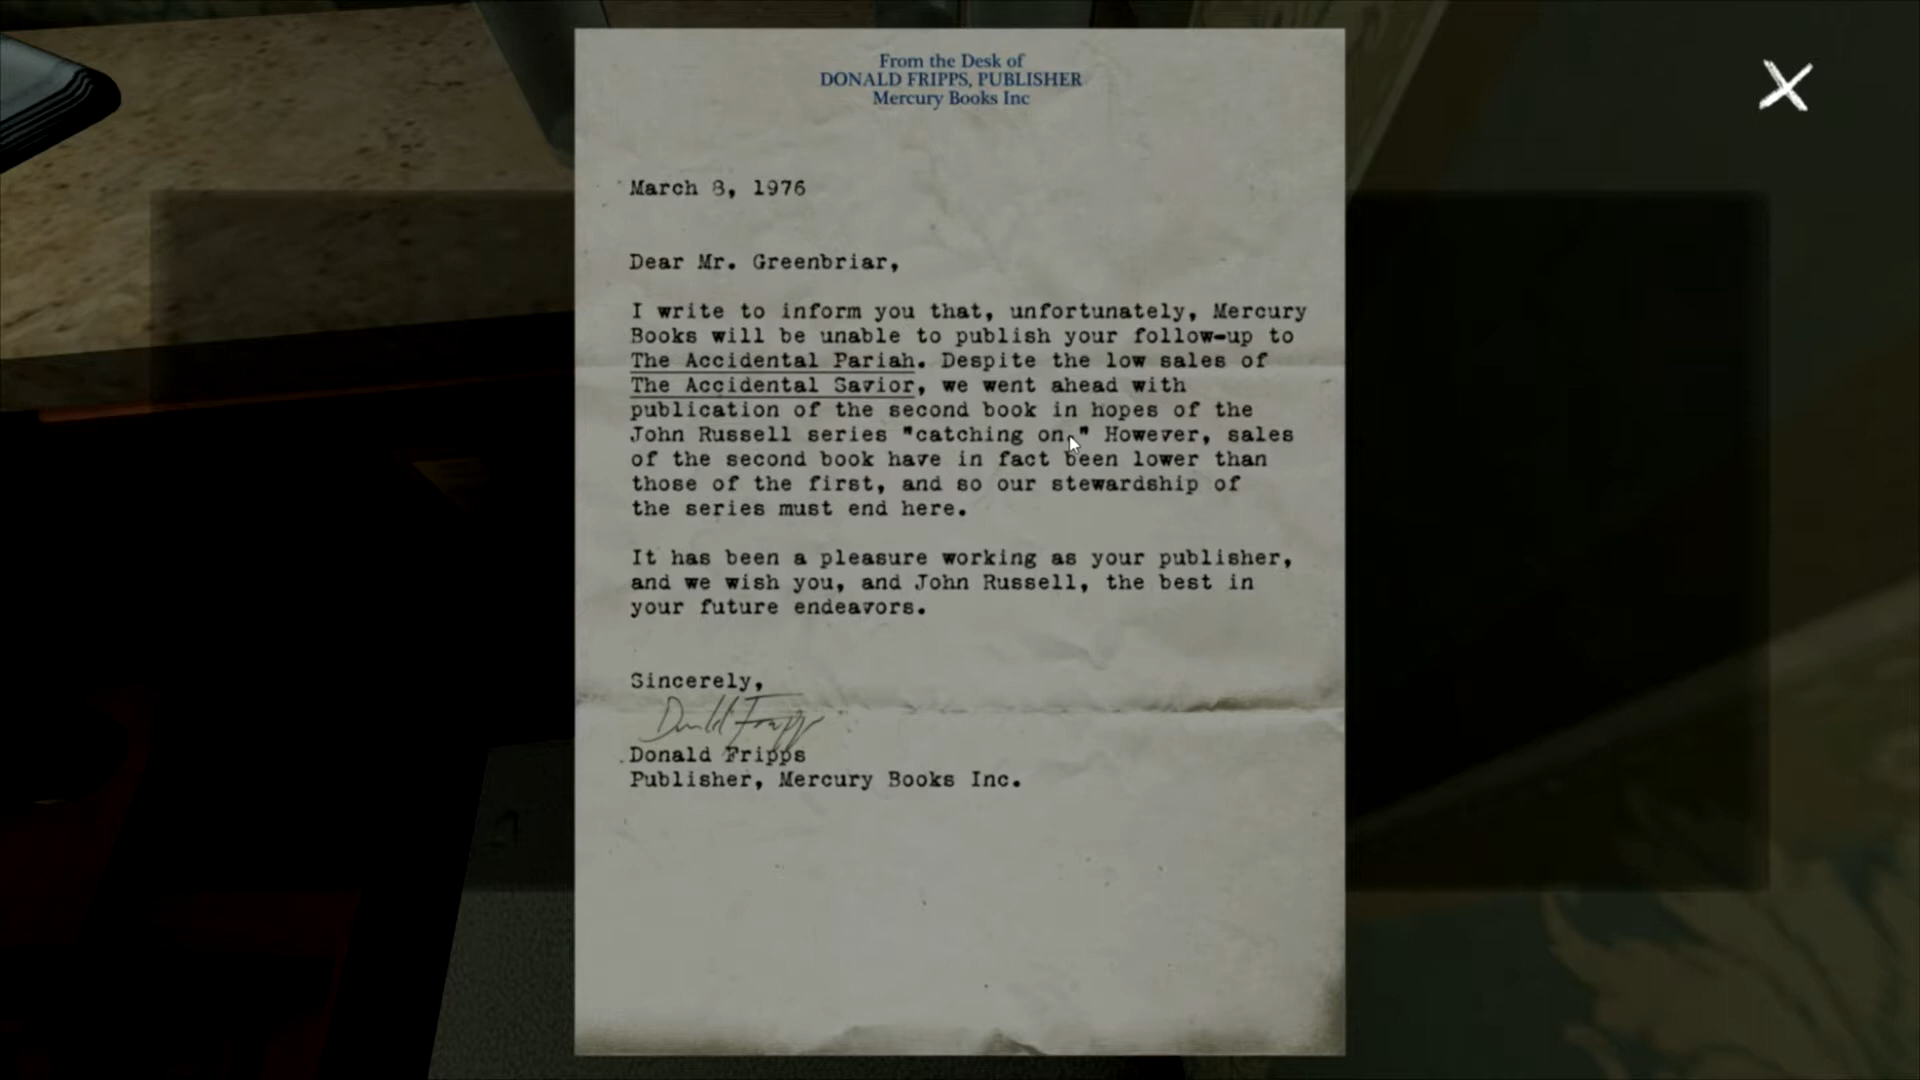 From the Desk of
DONALD FRIPPS, PUBLISHER
Mercury Books Inc
March 8, 1976
Dear Mr. Greenbriar,
I write to inform you that, unfortunately, Mercury
Books will be unable to publish your follow-up to
The Accidental Pariah. Despite the low sales of
The Accidental Savior, we went ahead with
publication of the second book in hopes of the
John Russell series "catching on." However, sales
of the second book have in fact been lower than
those of the first, and so our stewardship of
the series must end here.
It has been a pleasure working as your publisher,
and we wish you, and John Russell, the best in
your future endeavors.
Sincerely,
Donald Fripps
Donald Fripps
Publisher, Mercury Books Inc.